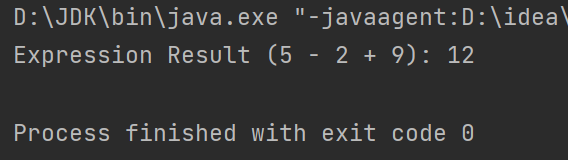 D:\JDK\bin\java.exe "-javaagent:D:\idea\
Expression Result (5 - 2 + 9): 12
Process finished with exit code 0